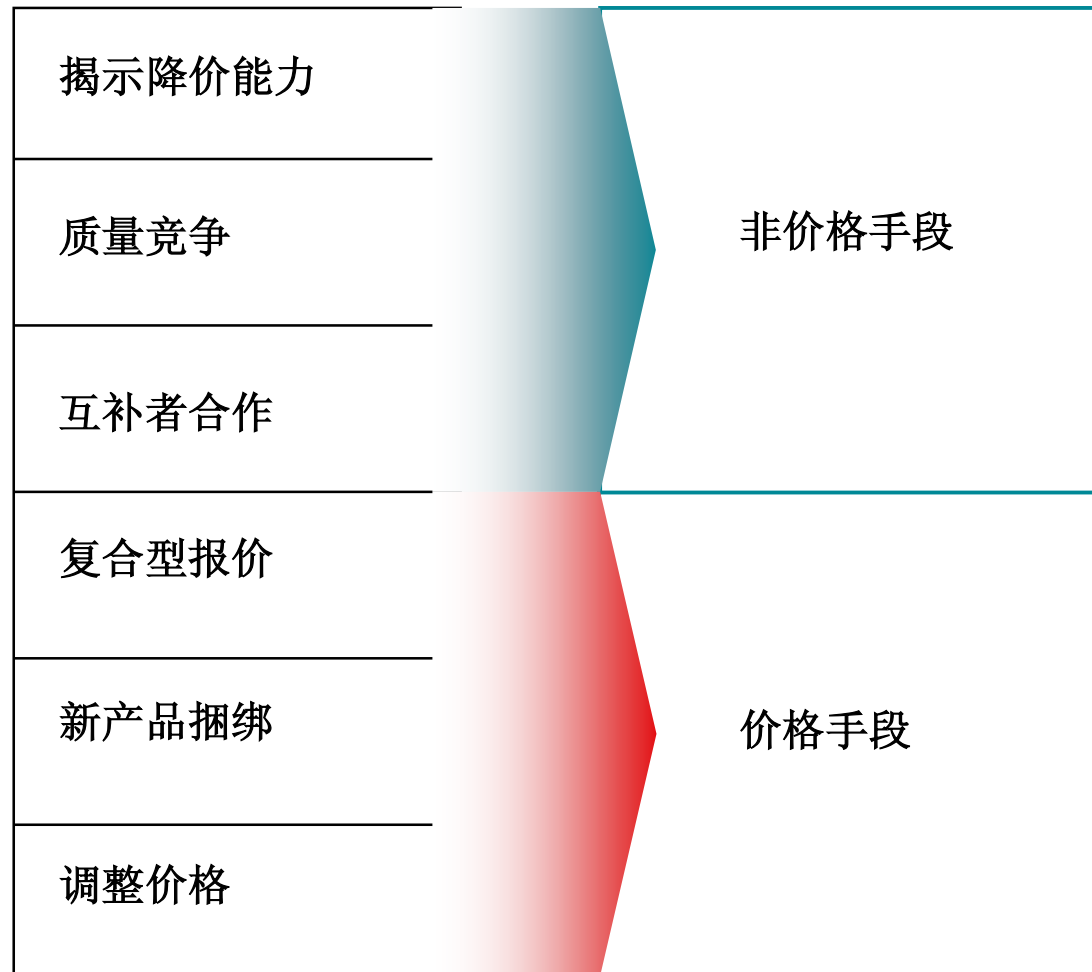 揭示降价能力
质量竞争
互补者合作
非价格手段
复合型报价
新产品捆绑
调整价格
价格手段